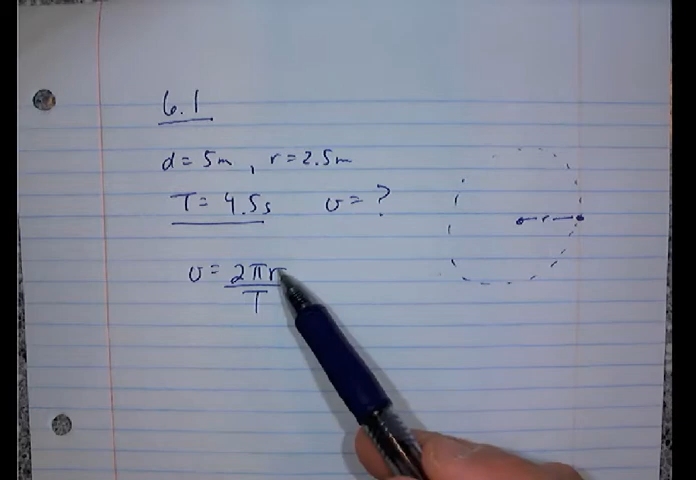 6.1
d = 5m , r = 2.5m
T = 4.5s v = ?
r
v = 2πr
T